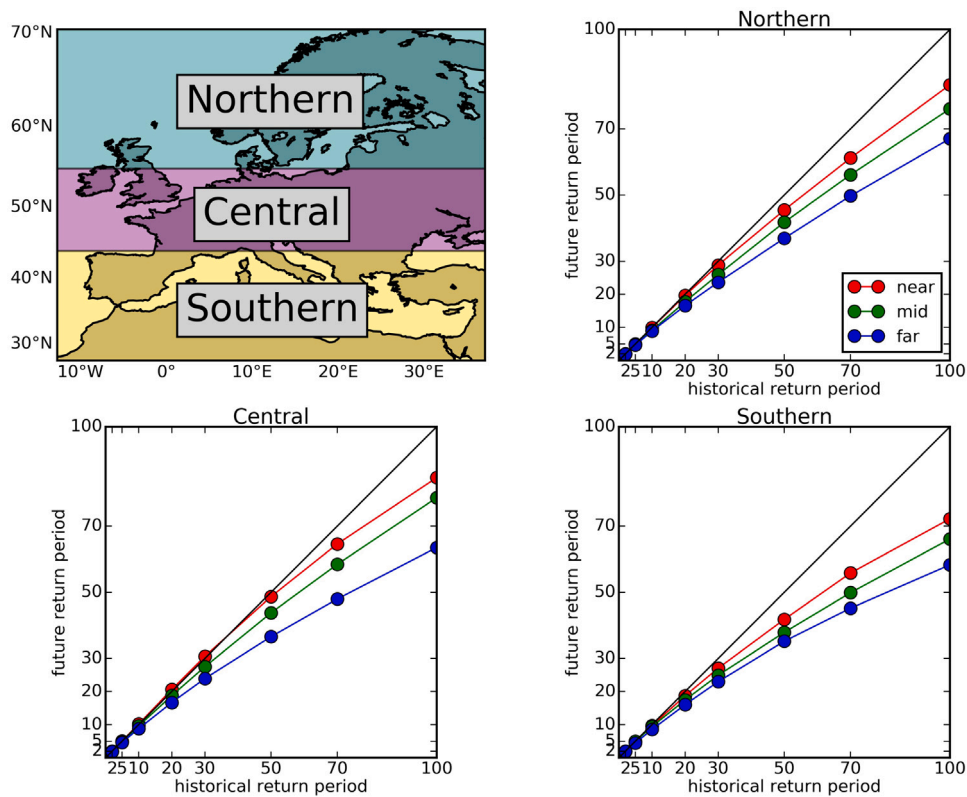 70°N
60°N
50°N
40°N
30°N
10°W 0° 10°E 20°E 30°E
Northern
Central
Southern
Northern
future return period
100
70
50
30
20
10
5
2
2 5 10 20 30 50 70 100
historical return period
near
mid
far
Central
future return period
100
70
50
30
20
10
5
2
2 5 10 20 30 50 70 100
historical return period
Southern
future return period
100
70
50
30
20
10
5
2
2 5 10 20 30 50 70 100
historical return period